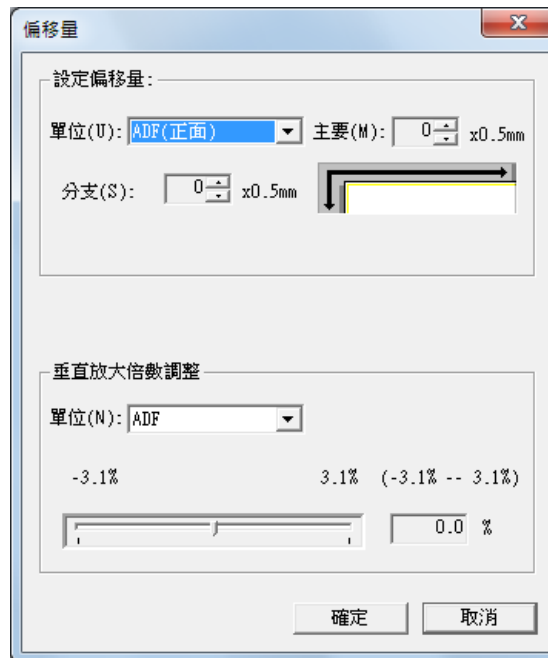 偏移量
設定偏移量:
單位(U): ADF(正面) 主要(M): 0 x0.5mm
分支(S): 0 x0.5mm
垂直放大倍數調整
單位(N): ADF
-3.1% 3.1% (-3.1% -- 3.1%)
0.0 %
確定 取消